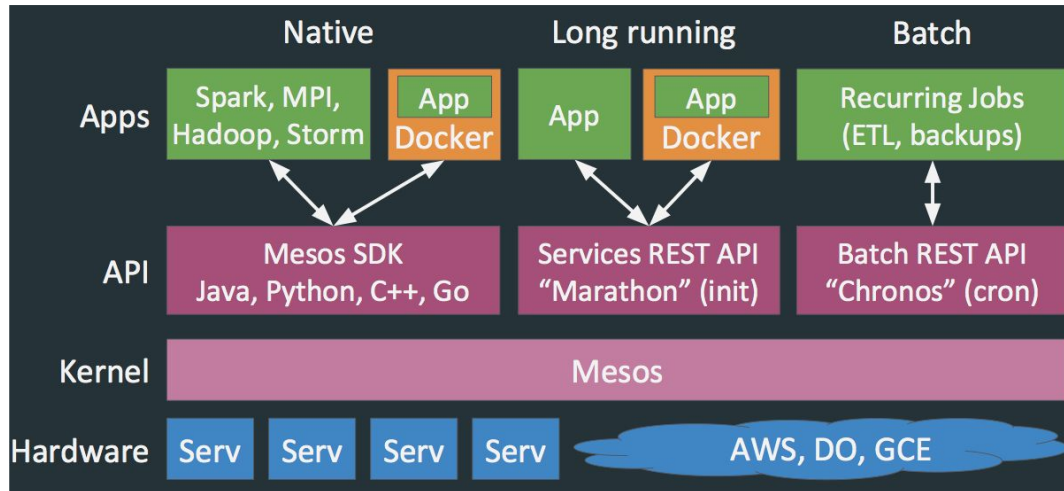 Native
Long running
Batch
Apps
Spark, MPI,
Hadoop, Storm
App
Docker
App
App
Docker
Recurring Jobs
(ETL, backups)
API
Mesos SDK
Java, Python, C++, Go
Services REST API
“Marathon” (init)
Batch REST API
“Chronos” (cron)
Kernel
Mesos
Hardware
Serv
Serv
Serv
Serv
AWS, DO, GCE